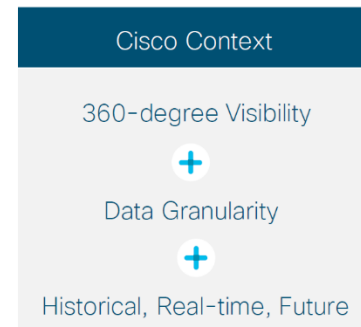 Cisco Context
360-degree Visibility
+
Data Granularity
+
Historical, Real-time, Future